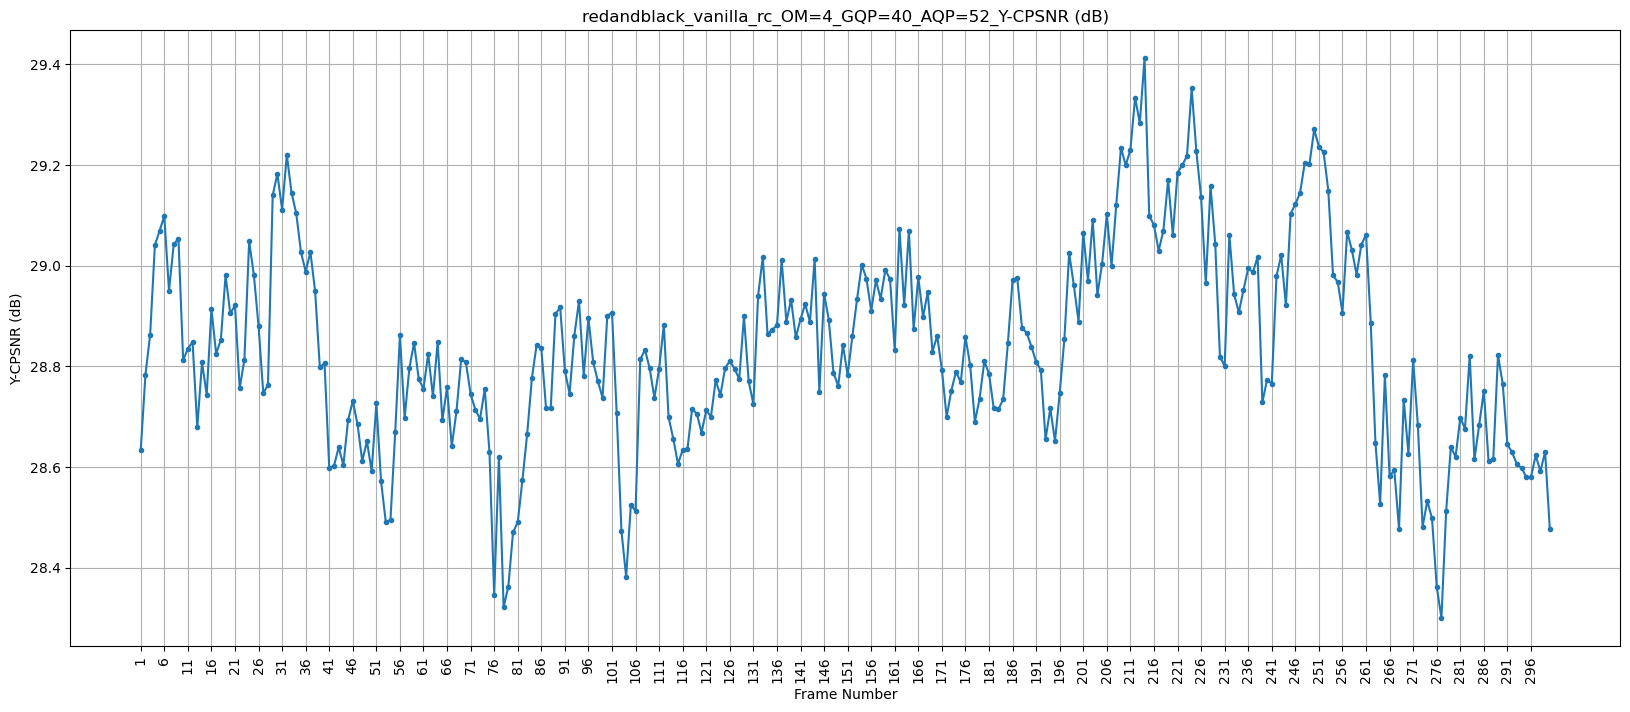 redandblack_vanilla_rc_OM=4_GQP=40_AQP=52_Y-CPSNR (dB)
Y-CPSNR (dB)
29.4
29.2
29.0
28.8
28.6
28.4
1 6 11 16 21 26 31 36 41 46 51 56 61 66 71 76 81 86 91 96 101 106 111 116 121 126 131 136 141 146 151 156 161 166 171 176 181 186 191 196 201 206 211 216 221 226 231 236 241 246 251 256 261 266 271 276 281 286 291 296
Frame Number